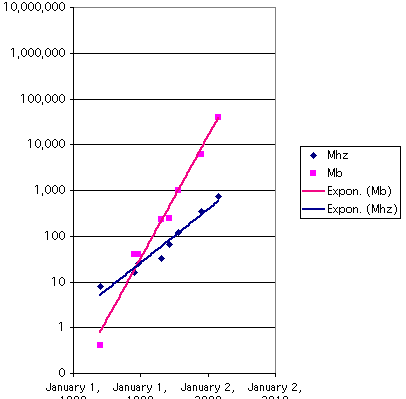 10,000,000
1,000,000
100,000
10,000
1,000
100
10
1
0
January 1,
January 1,
January 2,
January 2,
Mhz
Mb
Expon. (Mb)
Expon. (Mhz)